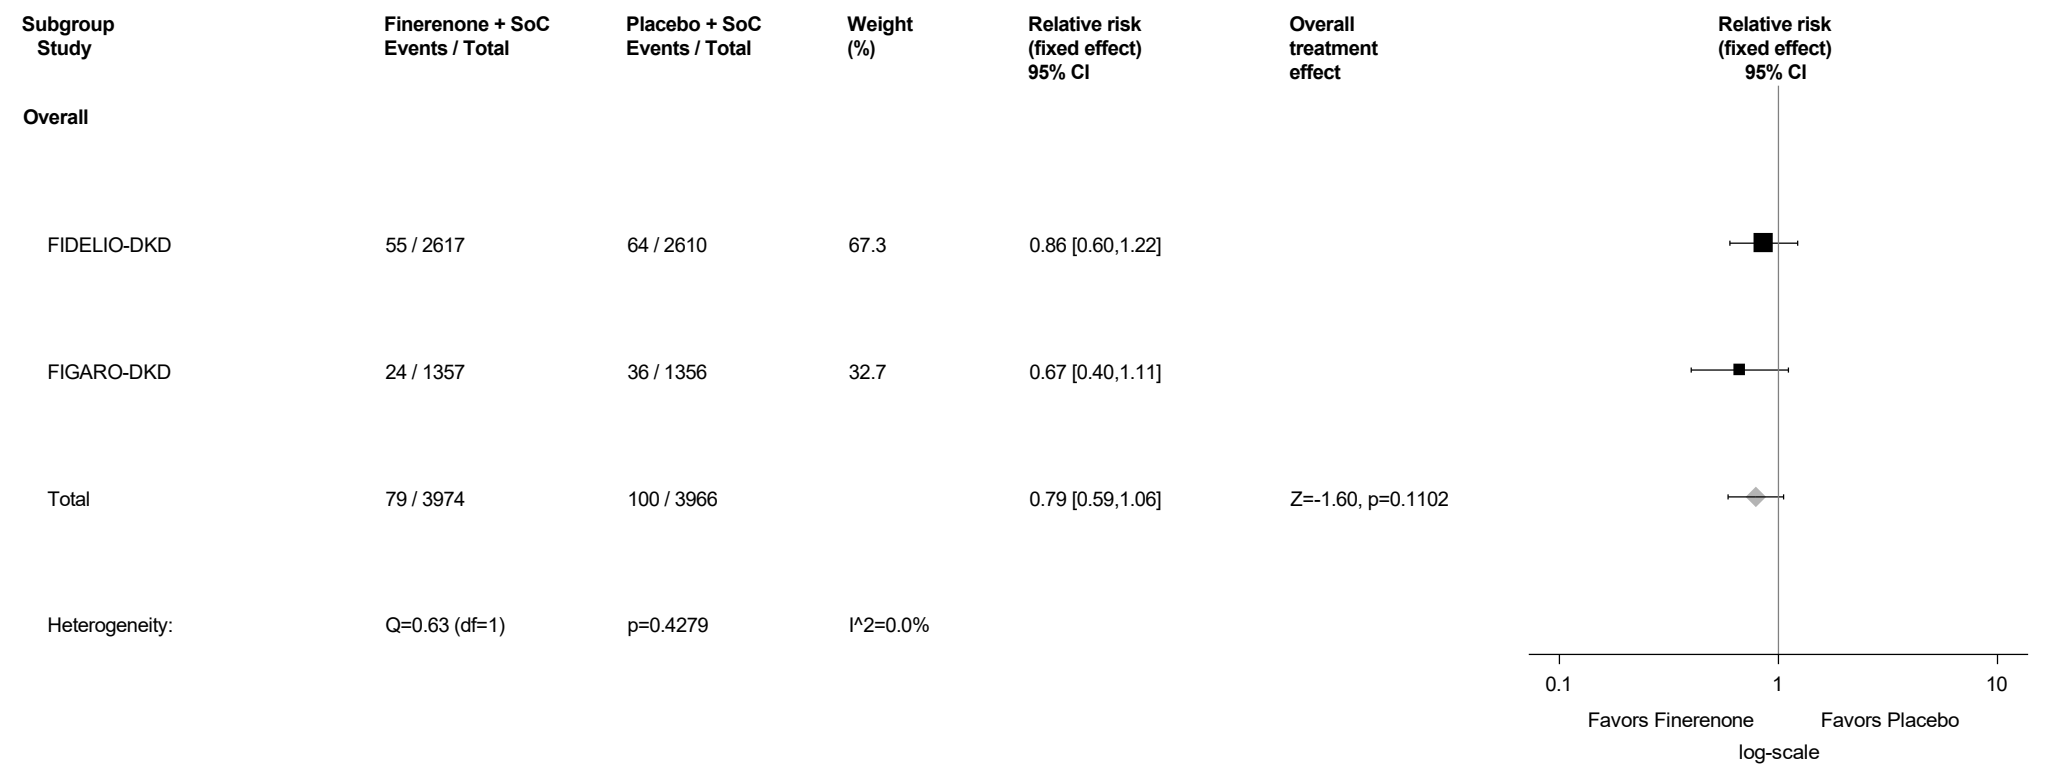 Subgroup Finerenone + SoC Placebo + SoC Weight Relative risk Overall Relative risk
Study Events / Total Events / Total (%) (fixed effect) treatment (fixed effect)
95% CI effect 95% CI
Overall
FIDELIO-DKD 55 / 2617 64 / 2610 67.3 0.86 [0.60,1.22]
FIGARO-DKD 24 / 1357 36 / 1356 32.7 0.67 [0.40,1.11]
Total 79 / 3974 100 / 3966 0.79 [0.59,1.06] Z=-1.60, p=0.1102
Heterogeneity: Q=0.63 (df=1) p=0.4279 I^2=0.0%
0.1 1 10
Favors Finerenone Favors Placebo
log-scale